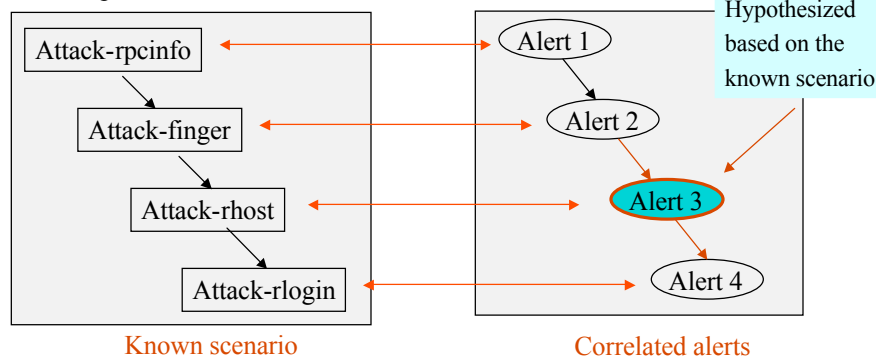 Hypothesized
based on the
known scenario
Attack-rpcinfo
Alert 1
Attack-finger
Alert 2
Attack-rhost
Alert 3
Attack-rlogin
Alert 4
Known scenario
Correlated alerts